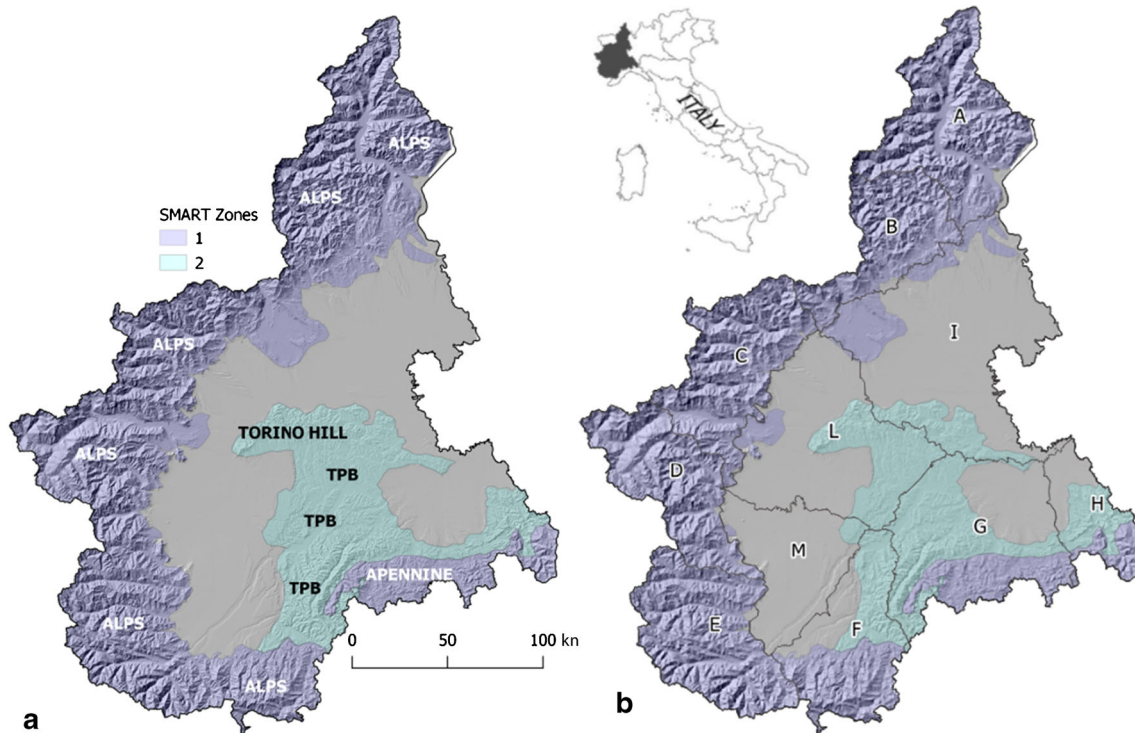 ALPS
ALPS
SMART Zones
1
2
ALPS
TORINO HILL
ALPS
TPB
TPB
TPB
APENNINE
ALPS
ALPS
0 50 100 kn
a
ITALY
A
B
I
C
L
D
H
G
M
E
F
b